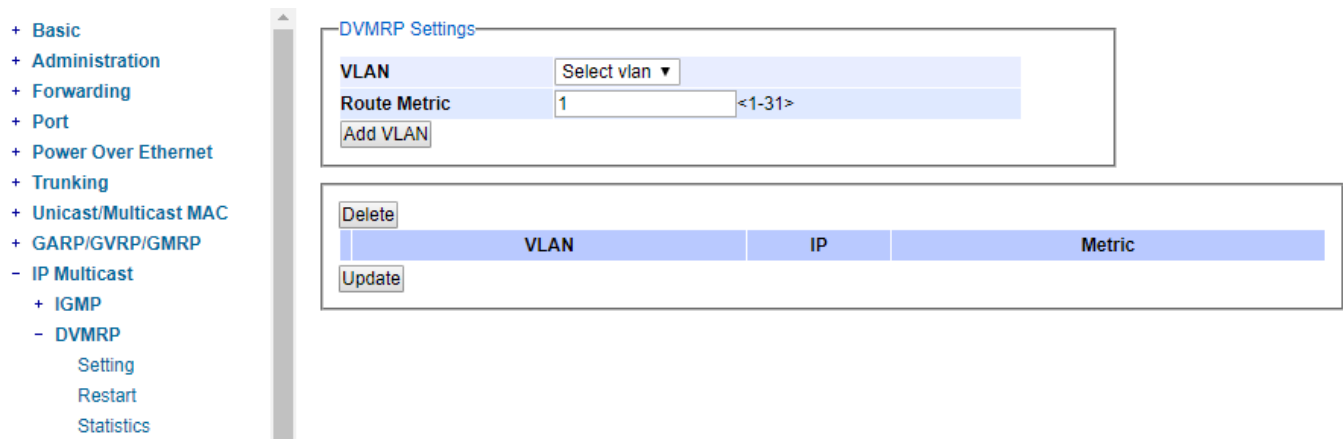 + Basic
+ Administration
+ Forwarding
+ Port
+ Power Over Ethernet
+ Trunking
+ Unicast/Multicast MAC
+ GARP/GVRP/GMRP
- IP Multicast
+ IGMP
- DVMRP
Setting
Restart
Statistics
DVMRP Settings
VLAN Select vlan ▼
Route Metric 1 <1-31>
Add VLAN
Delete
VLAN IP Metric
Update